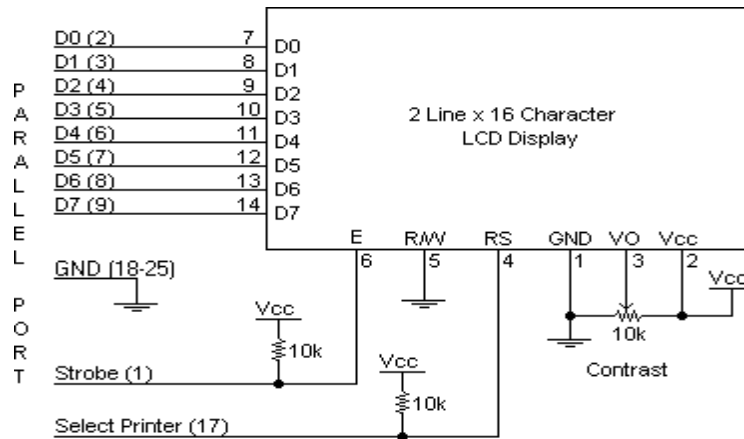 D0 (2) 7 D0
D1 (3) 8 D1
D2 (4) 9 D2
D3 (5) 10 D3
D4 (6) 11 D4
D5 (7) 12 D5
D6 (8) 13 D6
D7 (9) 14 D7
PARALLEL PORT
2 Line x 16 Character
LCD Display
E R/W RS GND VO Vcc
6 5 4 1 3 2
GND (18-25)
Vcc
10k
Strobe (1)
Vcc
10k
Select Printer (17)
Vcc
10k
Contrast